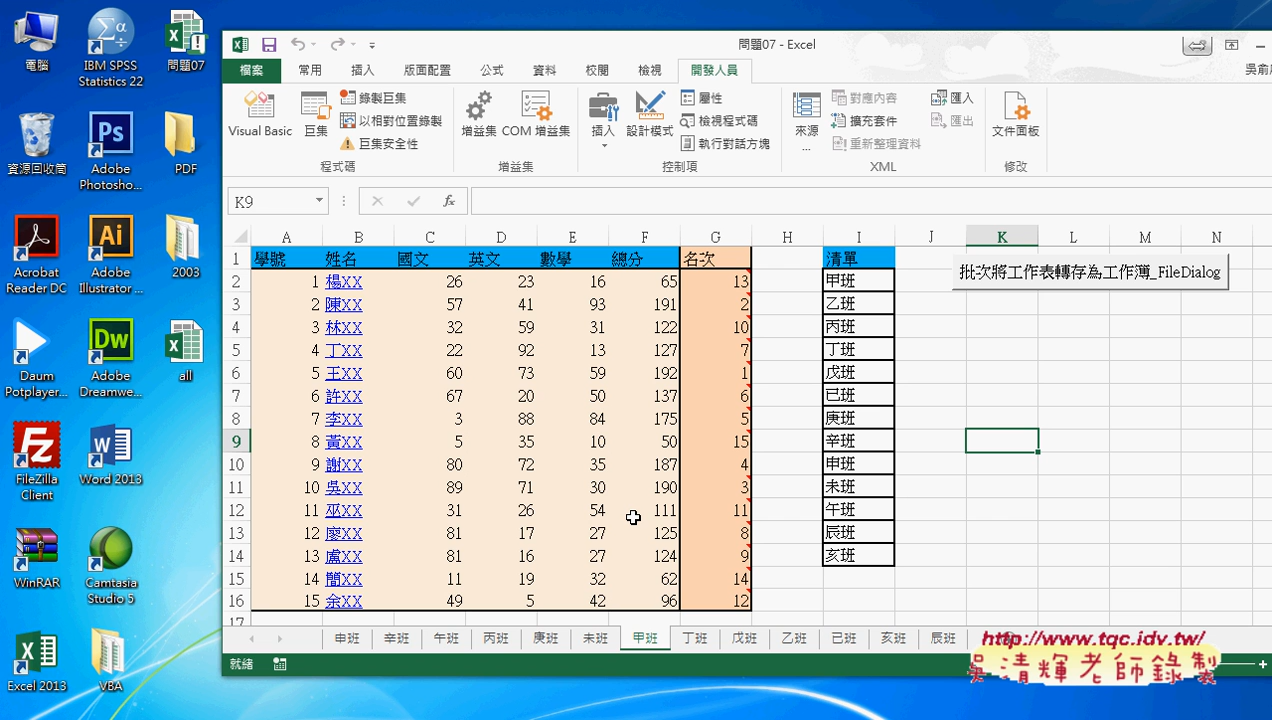 電腦
IBM SPSS
Statistics 22
問題07
資源回收筒
Adobe
Photosho...
PDF
Acrobat
Reader DC
Adobe
Illustrator ...
2003
Daum
Potplayer...
Adobe
Dreamwe...
all
FileZilla
Client
Word 2013
WinRAR
Camtasia
Studio 5
Excel 2013
VBA
問題07 - Excel
檔案 常用 插入 版面配置 公式 資料 校閱 檢視 開發人員
Visual Basic 巨集 錄製巨集 以相對位置錄製 巨集安全性
程式碼
增益集 COM 增益集
增益集
插入 設計模式 屬性 檢視程式碼 執行對話方塊
控制項
來源 ... 對應內容 擴充套件 重新整理資料 匯入 匯出
XML
文件面板
修改
K9 fx
A B C D E F G H I J K L M N
1 學號 姓名 國文 英文 數學 總分 名次 清單
批次將工作表轉存為工作簿_FileDialog
2 1 楊XX 26 23 16 65 13 甲班
3 2 陳XX 57 41 93 191 2 乙班
4 3 林XX 32 59 31 122 10 丙班
5 4 丁XX 22 92 13 127 7 丁班
6 5 王XX 60 73 59 192 1 戊班
7 6 許XX 67 20 50 137 6 已班
8 7 李XX 3 88 84 175 5 庚班
9 8 黃XX 5 35 10 50 15 辛班
10 9 謝XX 80 72 35 187 4 申班
11 10 吳XX 89 71 30 190 3 未班
12 11 巫XX 31 26 54 111 11 午班
13 12 廖XX 81 17 27 125 8 辰班
14 13 盧XX 81 16 27 124 9 亥班
15 14 簡XX 11 19 32 62 14
16 15 余XX 49 5 42 96 12
17
申班 辛班 午班 丙班 庚班 未班 甲班 丁班 戊班 乙班 已班 亥班 辰班
就緒
http://www.tqc.idv.tw/
吳清輝老師錄製